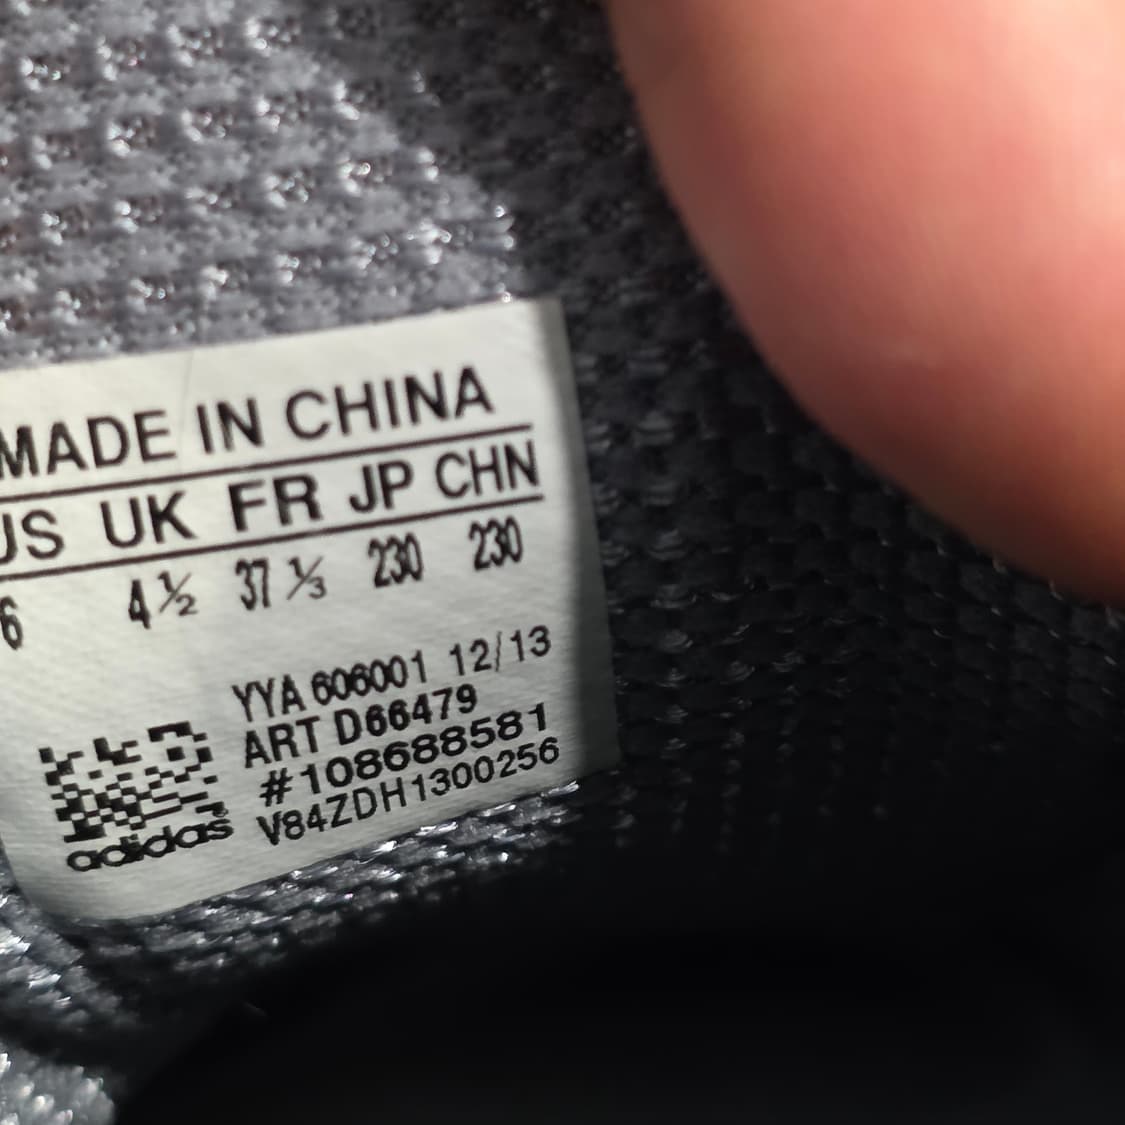 MADE IN CHINA
US UK FR JP CHN
6 4½ 37⅓ 230 230
YYA 606001 12/13
ART D66479
#108688581
V84ZDH1300256
adidas